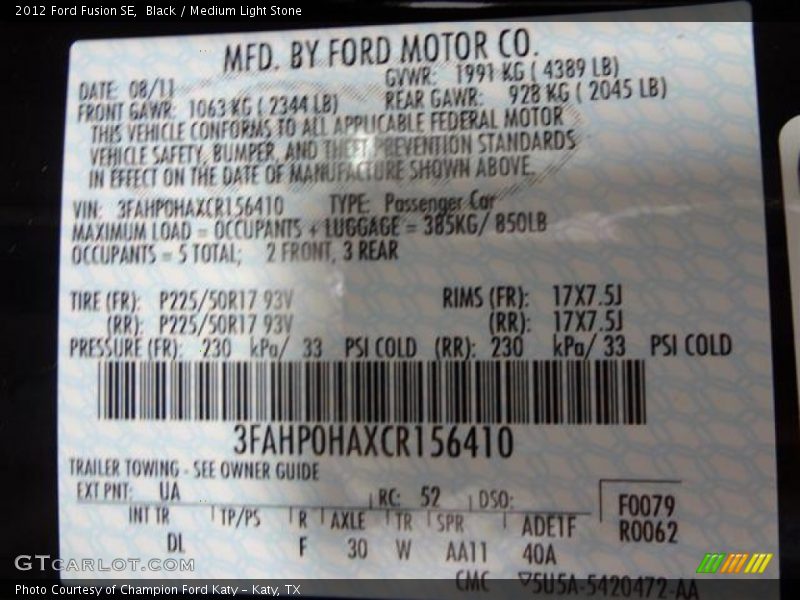 2012 Ford Fusion SE, Black / Medium Light Stone
MFD. BY FORD MOTOR CO.
DATE: 08/11 GVWR: 1991 KG ( 4389 LB)
FRONT GAWR: 1063 KG ( 2344 LB) REAR GAWR: 928 KG ( 2045 LB)
THIS VEHICLE CONFORMS TO ALL APPLICABLE FEDERAL MOTOR
VEHICLE SAFETY, BUMPER, AND THEFT PREVENTION STANDARDS
IN EFFECT ON THE DATE OF MANUFACTURE SHOWN ABOVE.
VIN: 3FAHP0HAXCR156410 TYPE: Passenger Car
MAXIMUM LOAD = OCCUPANTS + LUGGAGE = 385KG/ 850LB
OCCUPANTS = 5 TOTAL; 2 FRONT, 3 REAR
TIRE (FR): P225/50R17 93V RIMS (FR): 17X7.5J
(RR): P225/50R17 93V (RR): 17X7.5J
PRESSURE (FR): 230 kPa/ 33 PSI COLD (RR): 230 kPa/ 33 PSI COLD
3FAHP0HAXCR156410
TRAILER TOWING - SEE OWNER GUIDE
EXT PNT: UA RC: 52 DSO: F0079
INT TR TP/PS R AXLE TR SPR ADE1F R0062
DL F 30 W AA11 40A
CMC ▽5U5A-5420472-AA
GTcarlot.com
Photo Courtesy of Champion Ford Katy - Katy, TX